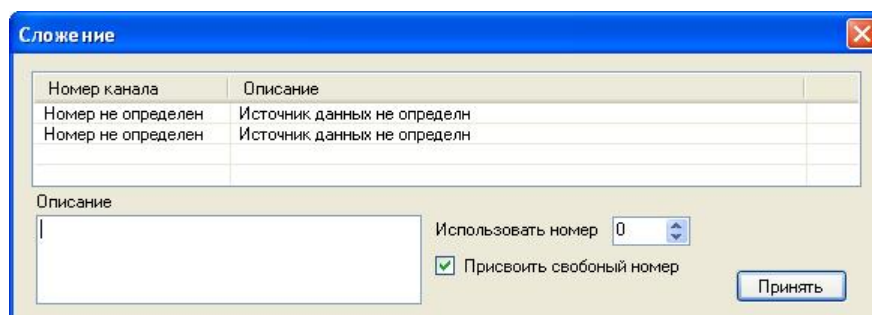 Сложение
Номер канала Описание
Номер не определен Источник данных не определн
Номер не определен Источник данных не определн
Описание
Использовать номер 0
Присвоить свобоный номер
Принять